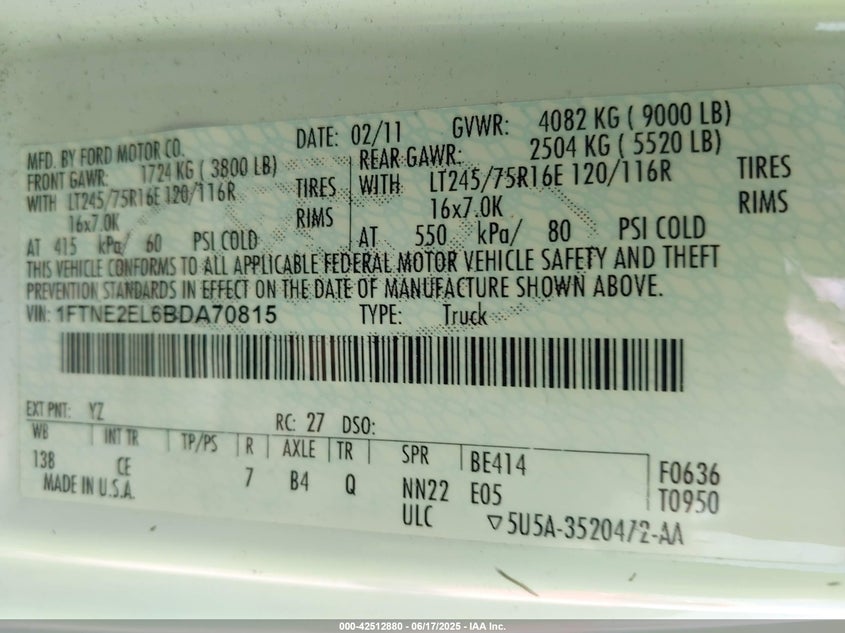 MFD. BY FORD MOTOR CO. DATE: 02/11 GVWR: 4082 KG ( 9000 LB)
FRONT GAWR: 1724 KG ( 3800 LB) REAR GAWR: 2504 KG ( 5520 LB)
WITH LT245/75R16E 120/116R TIRES WITH LT245/75R16E 120/116R TIRES
16x7.0K RIMS 16x7.0K RIMS
AT 415 kPa/ 60 PSI COLD AT 550 kPa/ 80 PSI COLD
THIS VEHICLE CONFORMS TO ALL APPLICABLE FEDERAL MOTOR VEHICLE SAFETY AND THEFT
PREVENTION STANDARDS IN EFFECT ON THE DATE OF MANUFACTURE SHOWN ABOVE.
VIN: 1FTNE2EL6BDA70815 TYPE: Truck
EXT PNT: YZ RC: 27 DSO:
WB INT TR TP/PS R AXLE TR SPR BE414 F0636
138 CE 7 B4 Q NN22 E05 T0950
MADE IN U.S.A. ULC ▽5U5A-3520472-AA
000-42512880 - 06/17/2025 - IAA Inc.